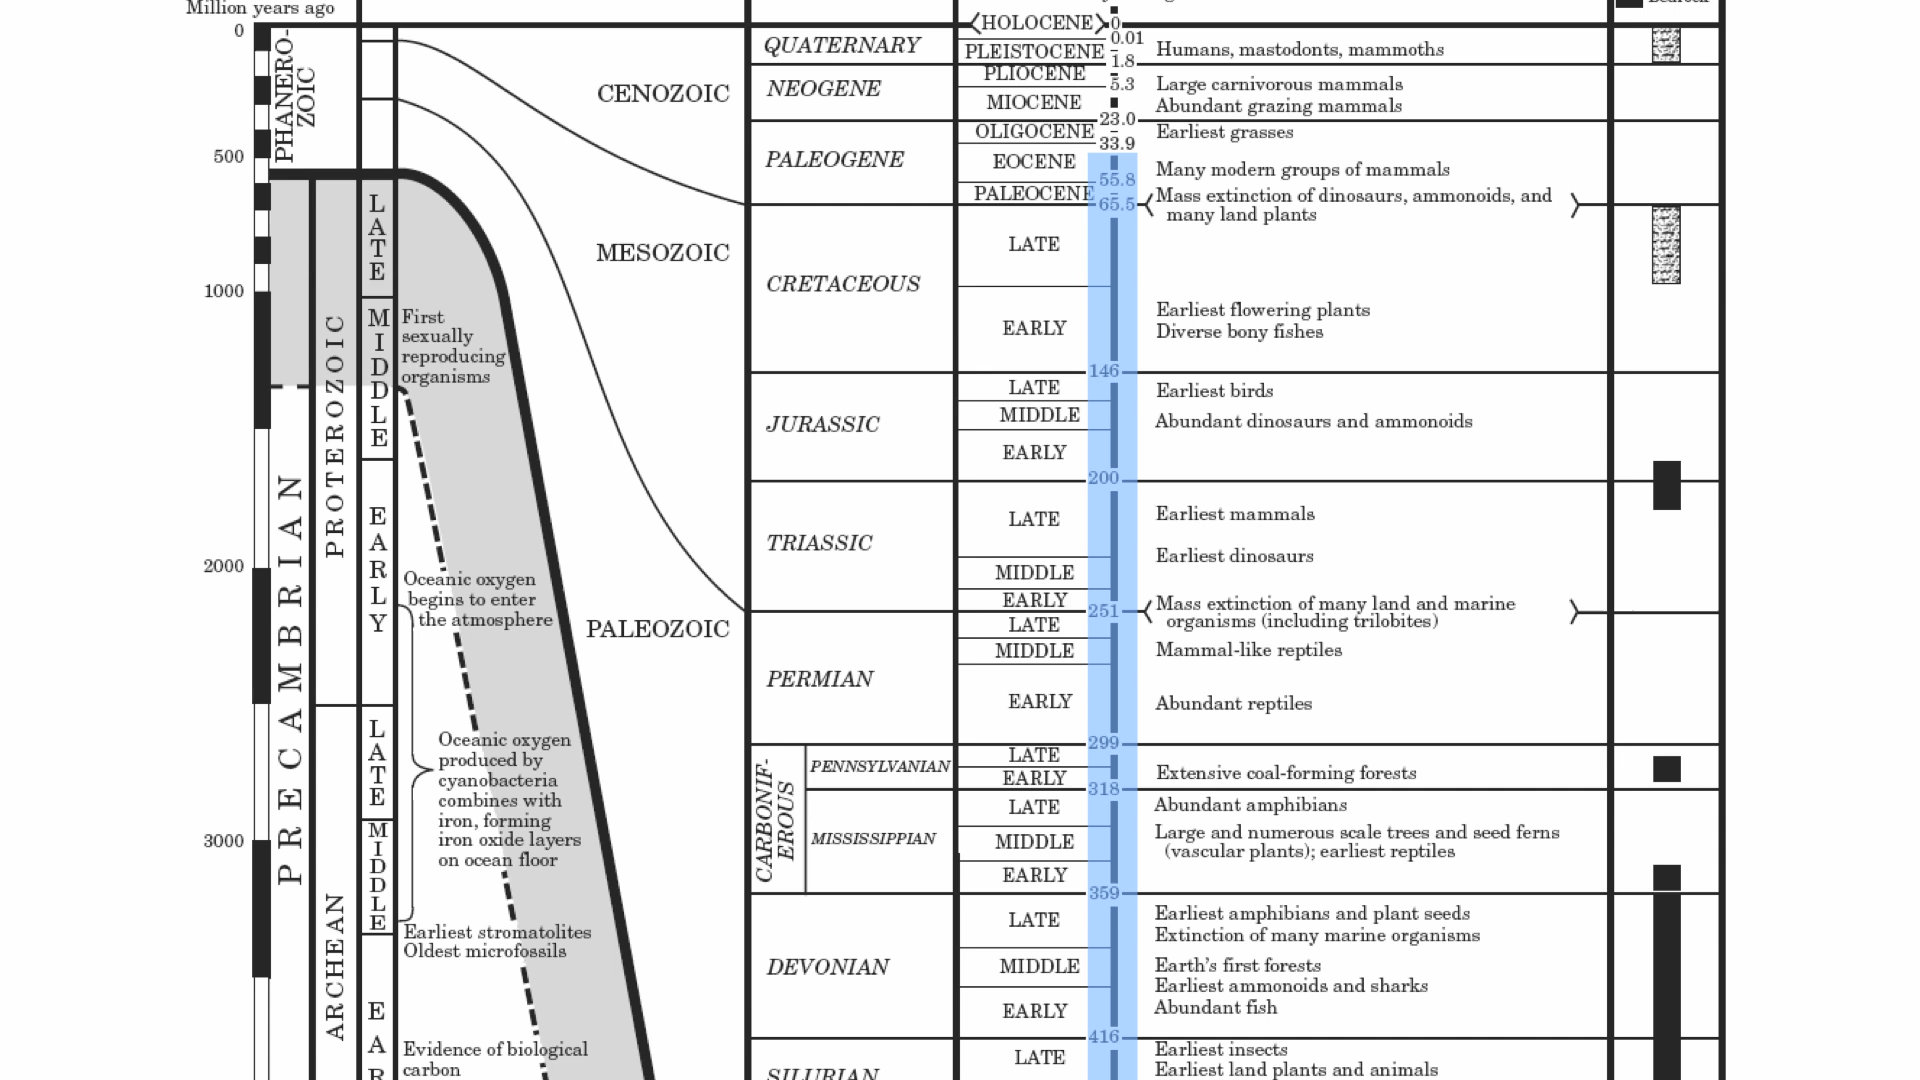 Million years ago
0
500
1000
2000
3000
PHANERO-
ZOIC
PRECAMBRIAN
PROTEROZOIC
ARCHEAN
LATE
MIDDLE
EARLY
LATE
MIDDLE
EAR
First
sexually
reproducing
organisms
Oceanic oxygen
begins to enter
the atmosphere
Oceanic oxygen
produced by
cyanobacteria
combines with
iron, forming
iron oxide layers
on ocean floor
Earliest stromatolites
Oldest microfossils
Evidence of biological
carbon
CENOZOIC
MESOZOIC
PALEOZOIC
QUATERNARY
HOLOCENE
0
0.01
PLEISTOCENE
1.8
Humans, mastodonts, mammoths
NEOGENE
PLIOCENE
5.3
Large carnivorous mammals
MIOCENE
Abundant grazing mammals
23.0
PALEOGENE
OLIGOCENE
Earliest grasses
33.9
EOCENE
Many modern groups of mammals
55.8
PALEOCENE
65.5
Mass extinction of dinosaurs, ammonoids, and
many land plants
CRETACEOUS
LATE
EARLY
Earliest flowering plants
Diverse bony fishes
146
JURASSIC
LATE
Earliest birds
MIDDLE
Abundant dinosaurs and ammonoids
EARLY
200
TRIASSIC
LATE
Earliest mammals
Earliest dinosaurs
MIDDLE
EARLY
251
Mass extinction of many land and marine
organisms (including trilobites)
PERMIAN
LATE
MIDDLE
Mammal-like reptiles
EARLY
Abundant reptiles
299
CARBONIF-
EROUS
PENNSYLVANIAN
LATE
EARLY
Extensive coal-forming forests
318
MISSISSIPPIAN
LATE
Abundant amphibians
MIDDLE
Large and numerous scale trees and seed ferns
(vascular plants); earliest reptiles
EARLY
359
DEVONIAN
LATE
Earliest amphibians and plant seeds
Extinction of many marine organisms
MIDDLE
Earth's first forests
Earliest ammonoids and sharks
EARLY
Abundant fish
416
SILURIAN
LATE
Earliest insects
Earliest land plants and animals